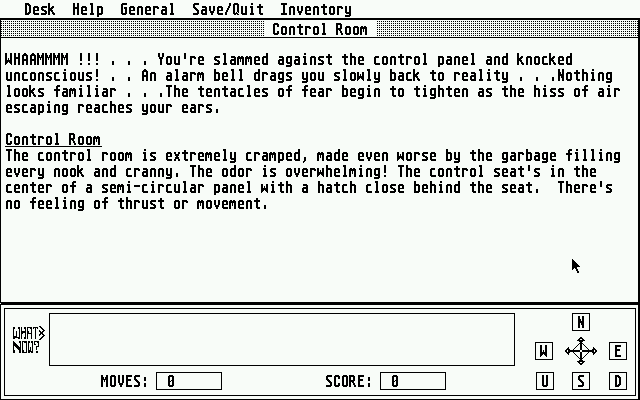 Desk Help General Save/Quit Inventory
Control Room
WHAAMMMM !!! . . . You're slammed against the control panel and knocked
unconscious! . . An alarm bell drags you slowly back to reality . . .Nothing
looks familiar . . .The tentacles of fear begin to tighten as the hiss of air
escaping reaches your ears.
Control Room
The control room is extremely cramped, made even worse by the garbage filling
every nook and cranny. The odor is overwhelming! The control seat's in the
center of a semi-circular panel with a hatch close behind the seat.  There's
no feeling of thrust or movement.
WHAT
NOW?
N
W E
U S D
MOVES: 0 SCORE: 0